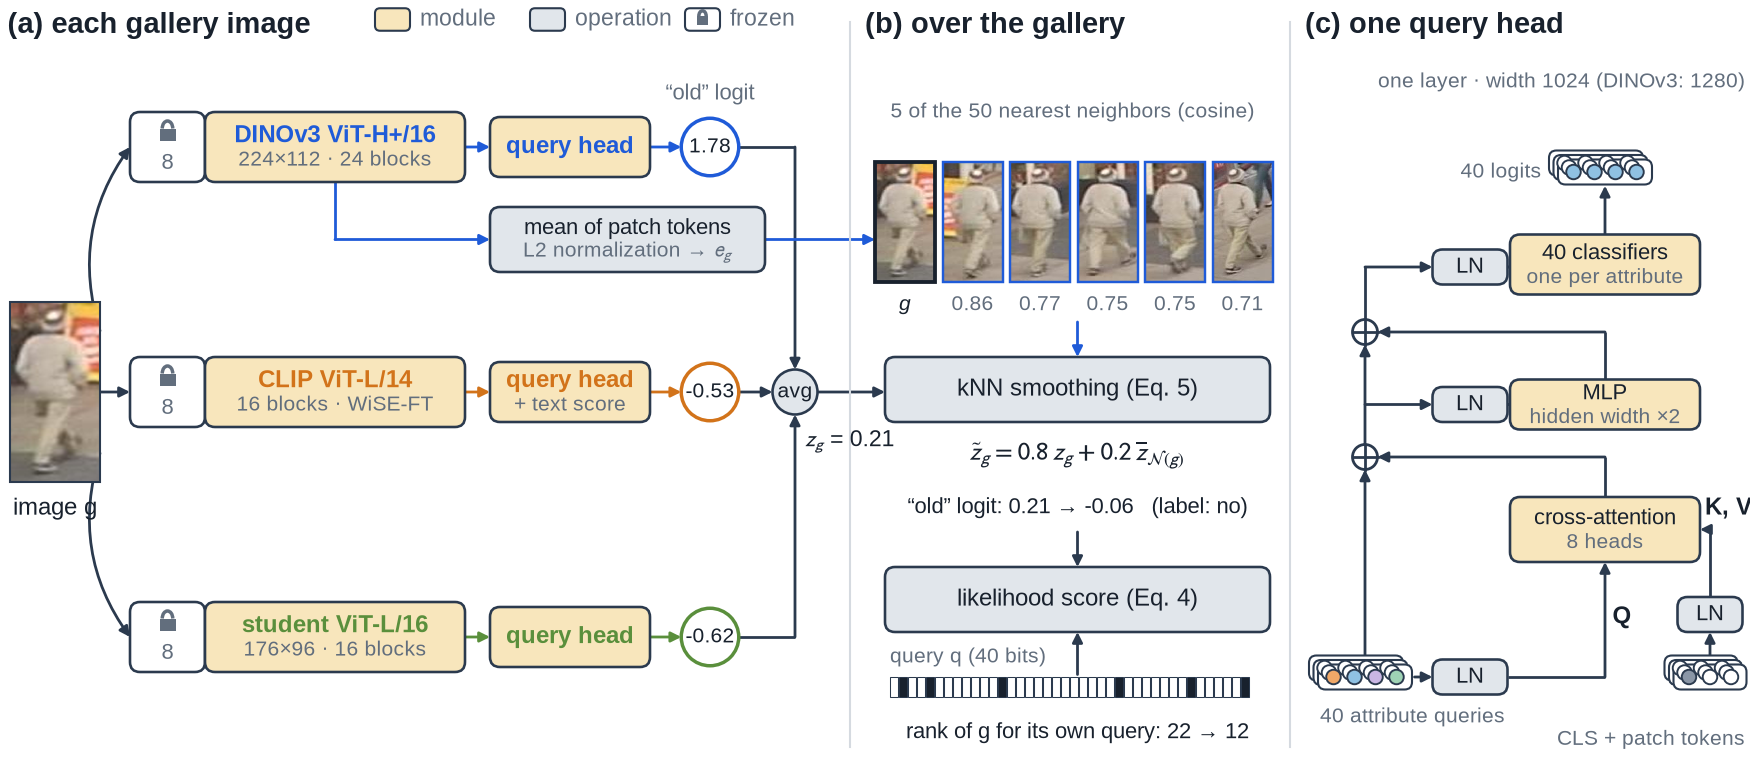 (a) each gallery image
module
operation
frozen
(b) over the gallery
(c) one query head
"old" logit
8
DINOv3 ViT-H+/16
224×112 · 24 blocks
query head
1.78
mean of patch tokens
L2 normalization → e_g
image g
8
CLIP ViT-L/14
16 blocks · WiSE-FT
query head
+ text score
-0.53
avg
z_g = 0.21
8
student ViT-L/16
176×96 · 16 blocks
query head
-0.62
5 of the 50 nearest neighbors (cosine)
g
0.86
0.77
0.75
0.75
0.71
kNN smoothing (Eq. 5)
z̃_g = 0.8 z_g + 0.2 z̄_𝒩(g)
"old" logit: 0.21 → -0.06 (label: no)
likelihood score (Eq. 4)
query q (40 bits)
rank of g for its own query: 22 → 12
one layer · width 1024 (DINOv3: 1280)
40 logits
LN
40 classifiers
one per attribute
LN
MLP
hidden width ×2
cross-attention
8 heads
K, V
Q
LN
LN
40 attribute queries
CLS + patch tokens